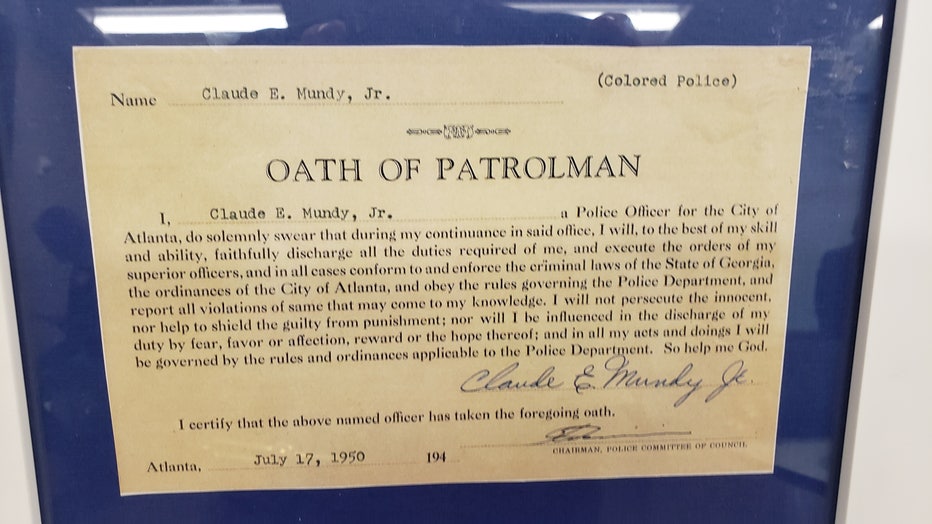 (Colored Police)
Name Claude E. Mundy, Jr.
OATH OF PATROLMAN
I, Claude E. Mundy, Jr. a Police Officer for the City of
Atlanta, do solemnly swear that during my continuance in said office, I will, to the best of my skill
and ability, faithfully discharge all the duties required of me, and execute the orders of my
superior officers, and in all cases conform to and enforce the criminal laws of the State of Georgia,
the ordinances of the City of Atlanta, and obey the rules governing the Police Department, and
report all violations of same that may come to my knowledge. I will not persecute the innocent,
nor help to shield the guilty from punishment; nor will I be influenced in the discharge of my
duty by fear, favor or affection, reward or the hope thereof; and in all my acts and doings I will
be governed by the rules and ordinances applicable to the Police Department. So help me God.
Claude E. Mundy Jr.
I certify that the above named officer has taken the foregoing oath.
CHAIRMAN, POLICE COMMITTEE OF COUNCIL
Atlanta, July 17, 1950 194